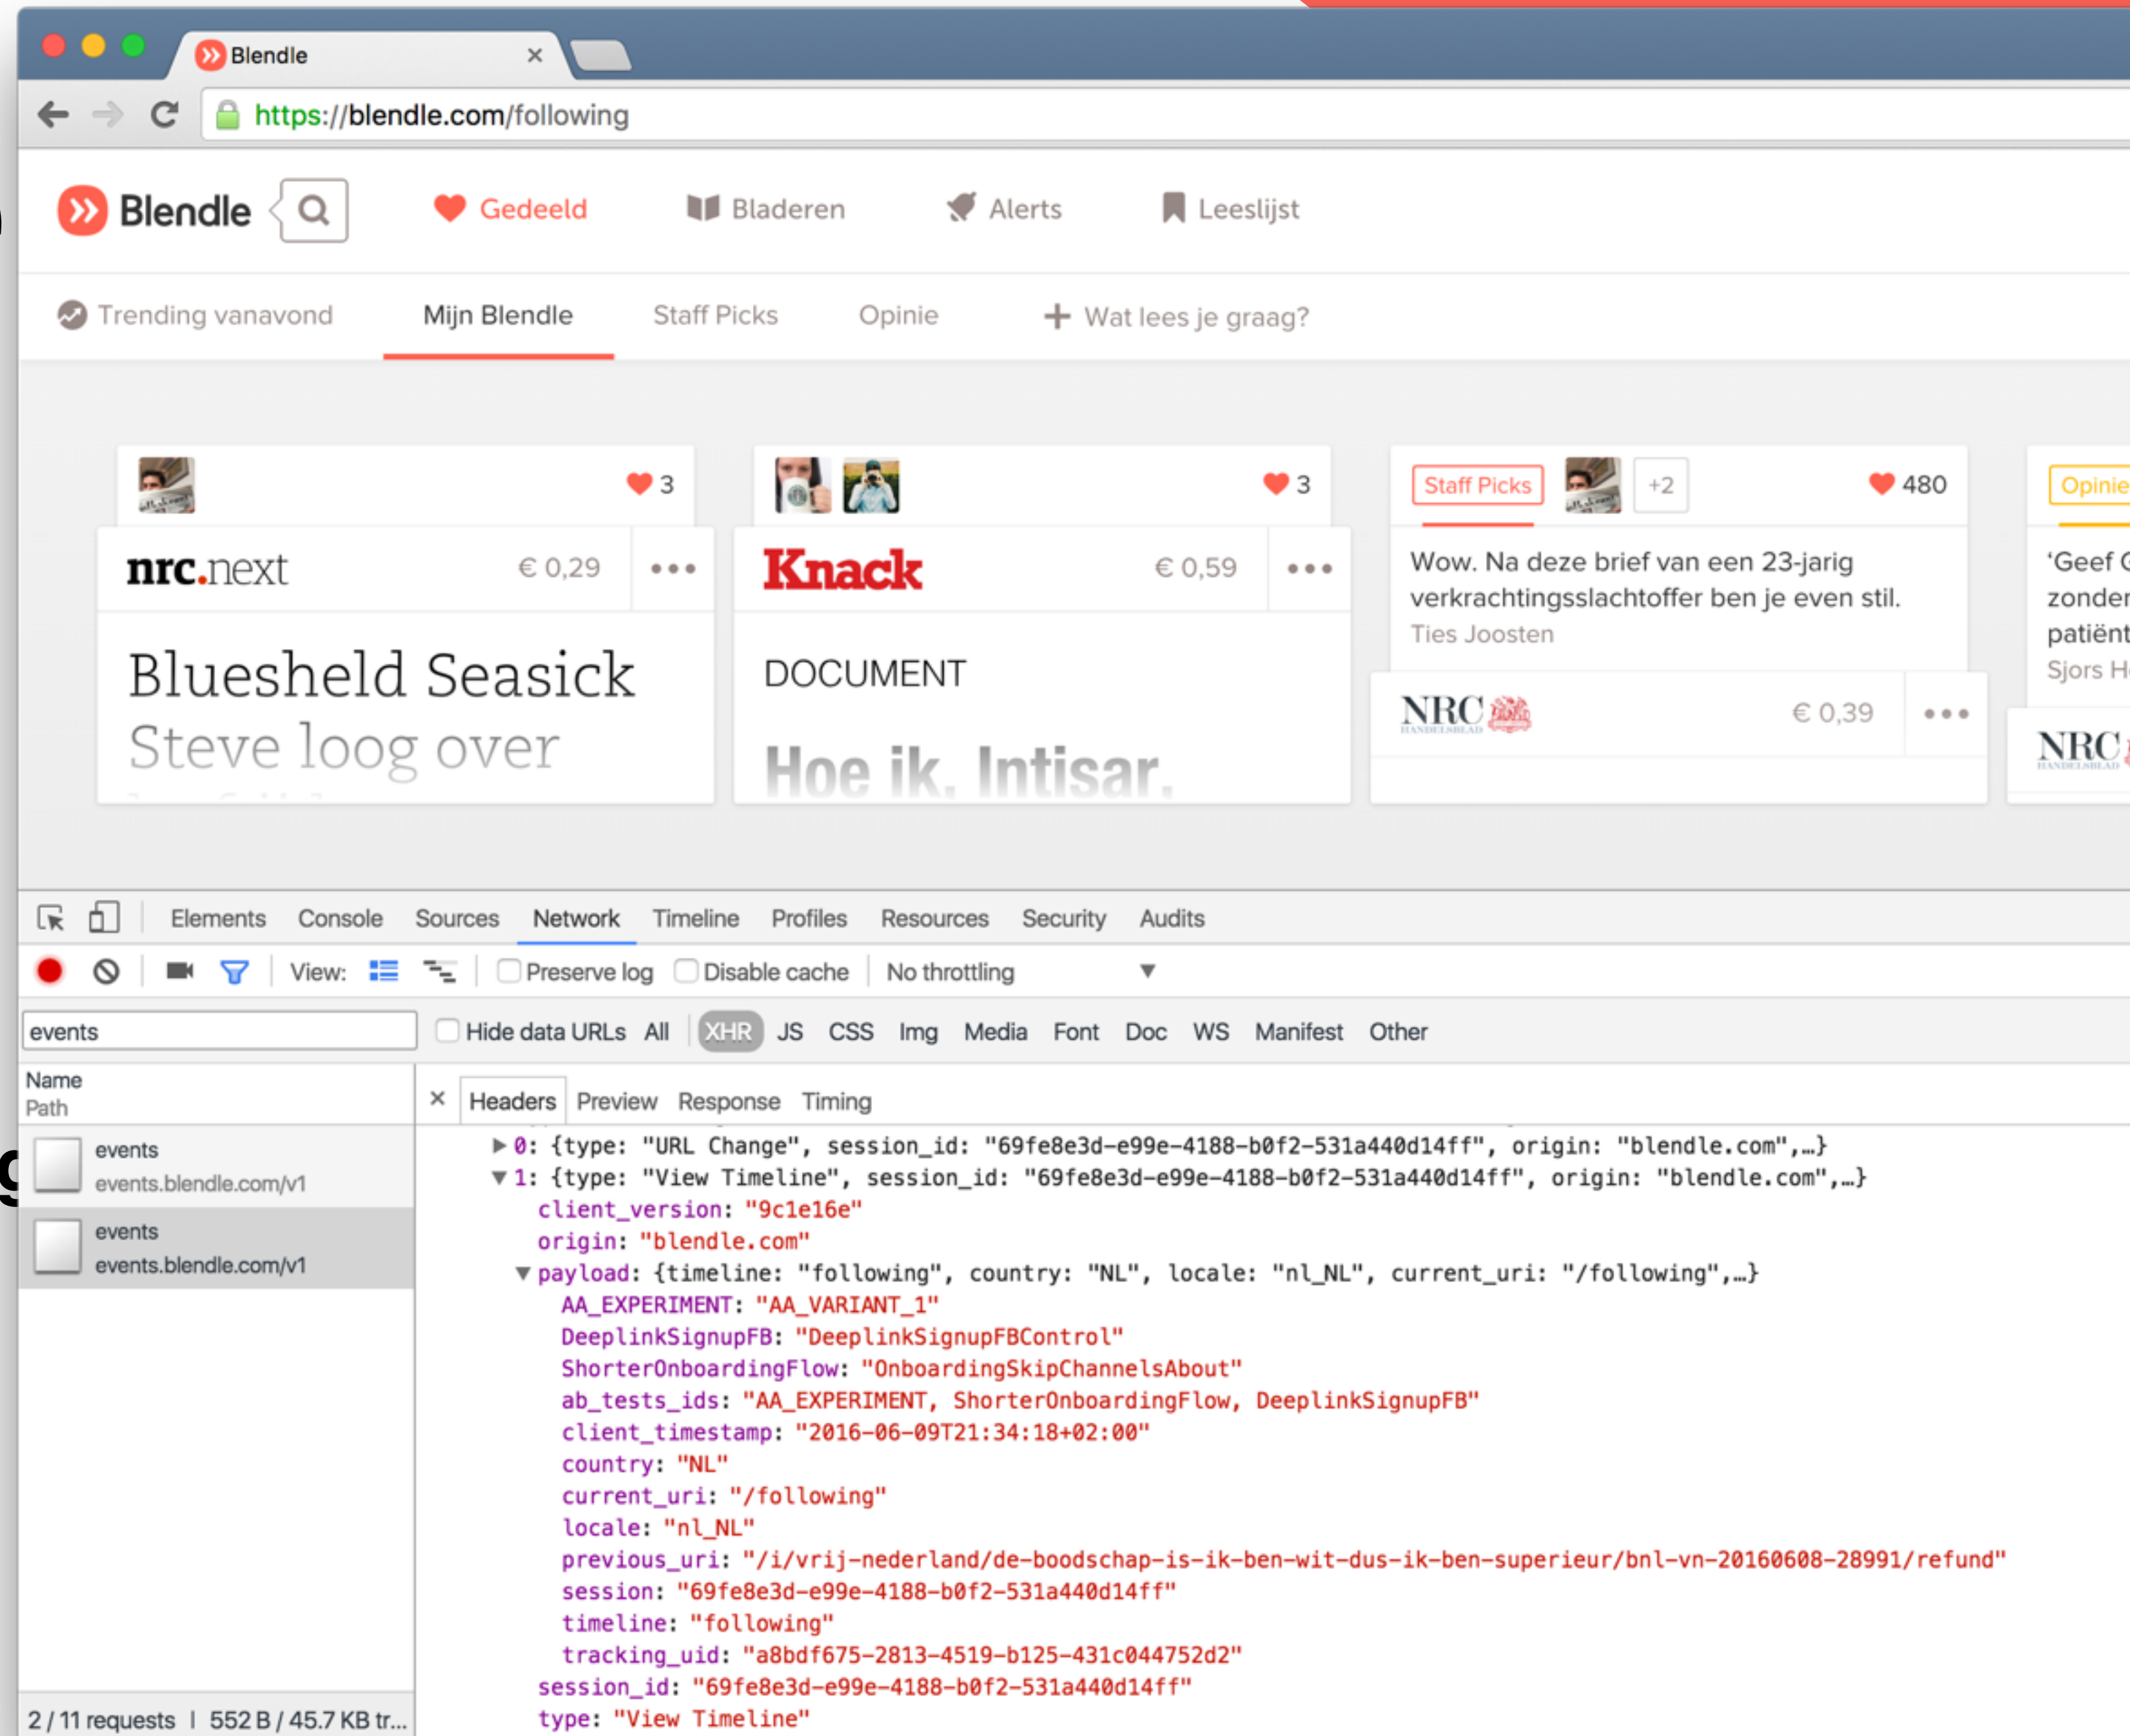 Blendle
https://blendle.com/following
Blendle Gedeeld Bladeren Alerts Leeslijst
Trending vanavond Mijn Blendle Staff Picks Opinie + Wat lees je graag?
3
nrc.next € 0,29
Bluesheld Seasick
Steve loog over
3
Knack € 0,59
DOCUMENT
Hoe ik, Intisar,
Staff Picks +2 480
Wow. Na deze brief van een 23-jarig
verkrachtingsslachtoffer ben je even stil.
Ties Joosten
NRC € 0,39
HANDELSBLAD
Opinie
‘Geef
zonder
patiënt
Sjors
NRC
HANDELSBLAD
Elements Console Sources Network Timeline Profiles Resources Security Audits
View: Preserve log Disable cache No throttling
events Hide data URLs All XHR JS CSS Img Media Font Doc WS Manifest Other
Name
Path
events
events.blendle.com/v1
events
events.blendle.com/v1
2 / 11 requests | 552 B / 45.7 KB tr...
× Headers Preview Response Timing
0: {type: "URL Change", session_id: "69fe8e3d-e99e-4188-b0f2-531a440d14ff", origin: "blendle.com",…}
1: {type: "View Timeline", session_id: "69fe8e3d-e99e-4188-b0f2-531a440d14ff", origin: "blendle.com",…}
client_version: "9c1e16e"
origin: "blendle.com"
payload: {timeline: "following", country: "NL", locale: "nl_NL", current_uri: "/following",…}
AA_EXPERIMENT: "AA_VARIANT_1"
DeeplinkSignupFB: "DeeplinkSignupFBControl"
ShorterOnboardingFlow: "OnboardingSkipChannelsAbout"
ab_tests_ids: "AA_EXPERIMENT, ShorterOnboardingFlow, DeeplinkSignupFB"
client_timestamp: "2016-06-09T21:34:18+02:00"
country: "NL"
current_uri: "/following"
locale: "nl_NL"
previous_uri: "/i/vrij-nederland/de-boodschap-is-ik-ben-wit-dus-ik-ben-superieur/bnl-vn-20160608-28991/refund"
session: "69fe8e3d-e99e-4188-b0f2-531a440d14ff"
timeline: "following"
tracking_uid: "a8bdf675-2813-4519-b125-431c044752d2"
session_id: "69fe8e3d-e99e-4188-b0f2-531a440d14ff"
type: "View Timeline"